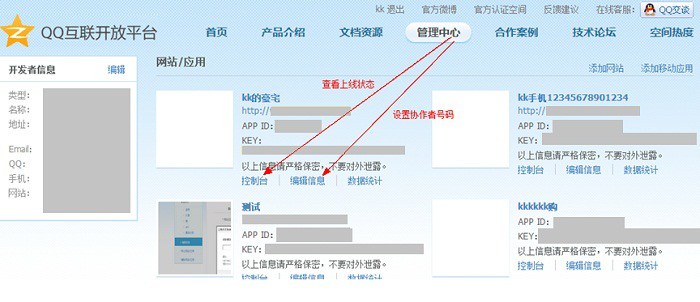 kk 退出 官方微博 官方认证空间 反馈建议 在线客服: QQ交谈
QQ互联开放平台
首页 产品介绍 文档资源 管理中心 合作案例 技术论坛 空间热度
开发者信息 编辑
类型:
名称:
地址:
Email:
QQ:
手机:
网站:
网站/应用 添加网站 添加移动应用
查看上线状态
设置协作者号码
kk的豪宅
http://
APP ID:
KEY:
以上信息请严格保密，不要对外泄露。
控制台 编辑信息 数据统计
kk手机12345678901234
http://
APP ID:
KEY:
以上信息请严格保密，不要对外泄露。
控制台 编辑信息 数据统计
测试
APP ID:
KEY:
以上信息请严格保密，不要对外泄露。
控制台 编辑信息 数据统计
kkkkkk购
APP ID:
KEY:
以上信息请严格保密，不要对外泄露。
控制台 编辑信息 数据统计